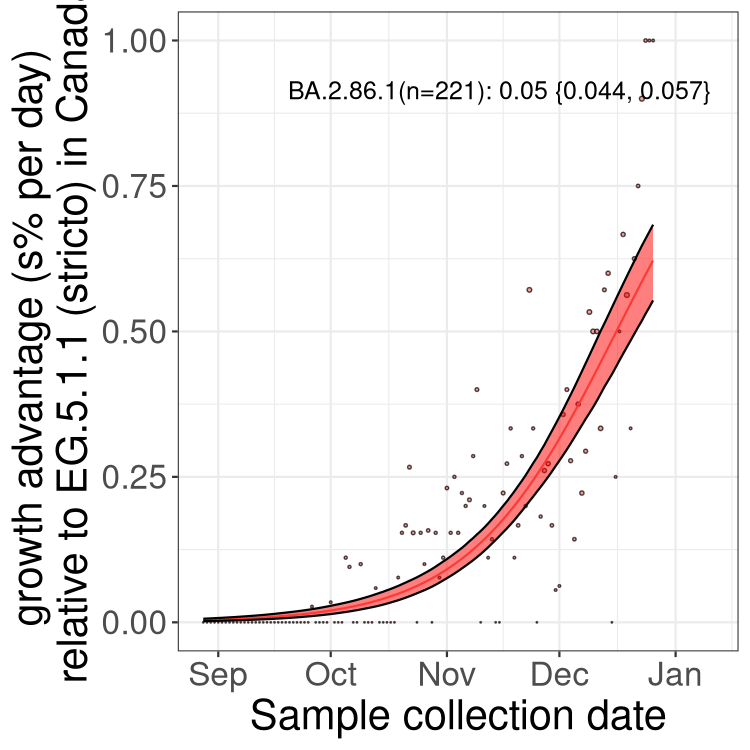 growth advantage (s% per day)
relative to EG.5.1.1 (stricto) in Canada
1.00
0.75
0.50
0.25
0.00
BA.2.86.1(n=221): 0.05 {0.044, 0.057}
Sep Oct Nov Dec Jan
Sample collection date